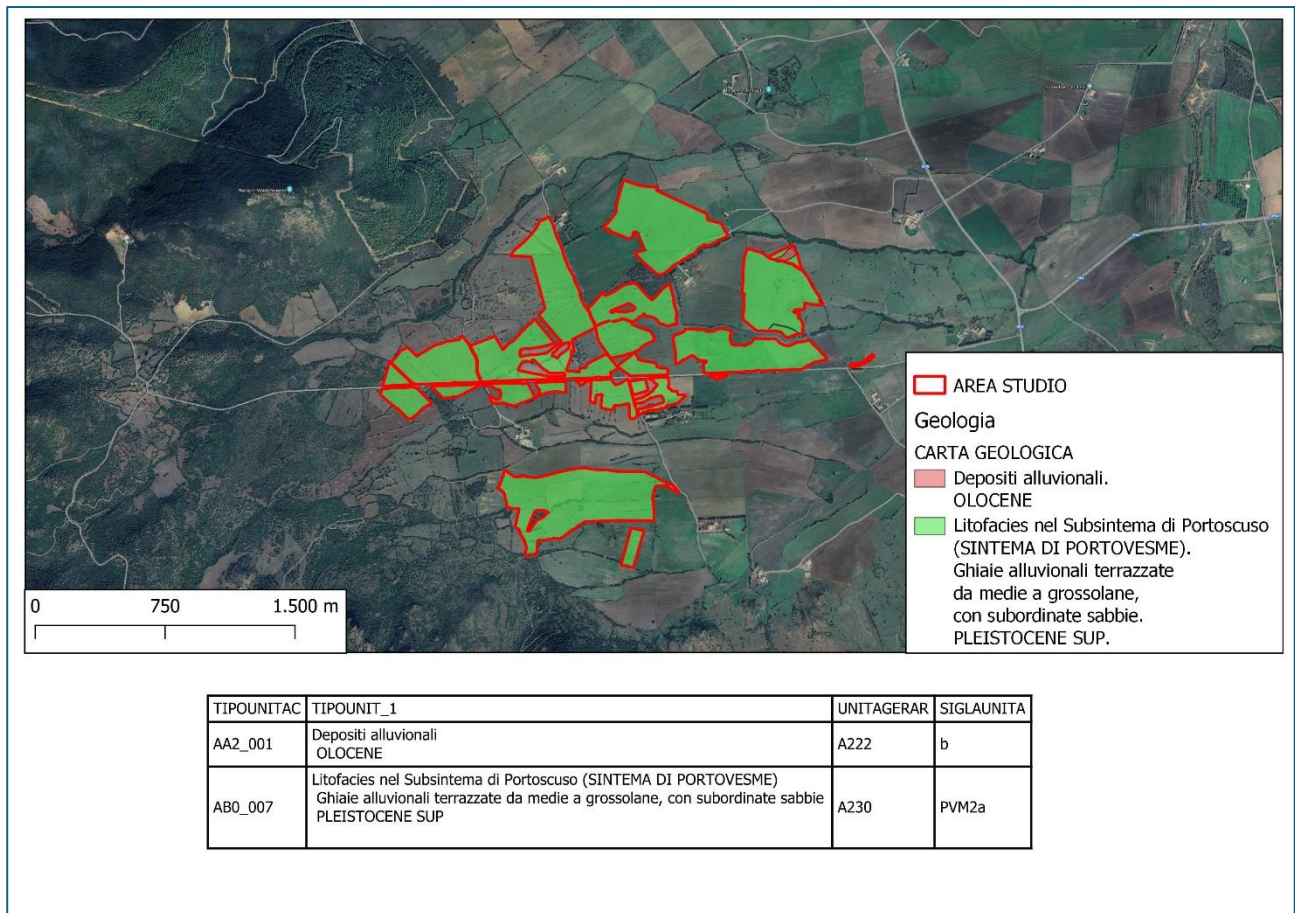 AREA STUDIO
Geologia
CARTA GEOLOGICA
Depositi alluvionali.
OLOCENE
Litofacies nel Subsintema di Portoscuso
(SINTEMA DI PORTOVESME).
Ghiaie alluvionali terrazzate
da medie a grossolane,
con subordinate sabbie.
PLEISTOCENE SUP.
0 750 1.500 m
TIPOUNITAC TIPOUNIT_1 UNITAGERAR SIGLAUNITA
AA2_001 Depositi alluvionali A222 b
OLOCENE
Litofacies nel Subsintema di Portoscuso (SINTEMA DI PORTOVESME)
AB0_007 Ghiaie alluvionali terrazzate da medie a grossolane, con subordinate sabbie A230 PVM2a
PLEISTOCENE SUP